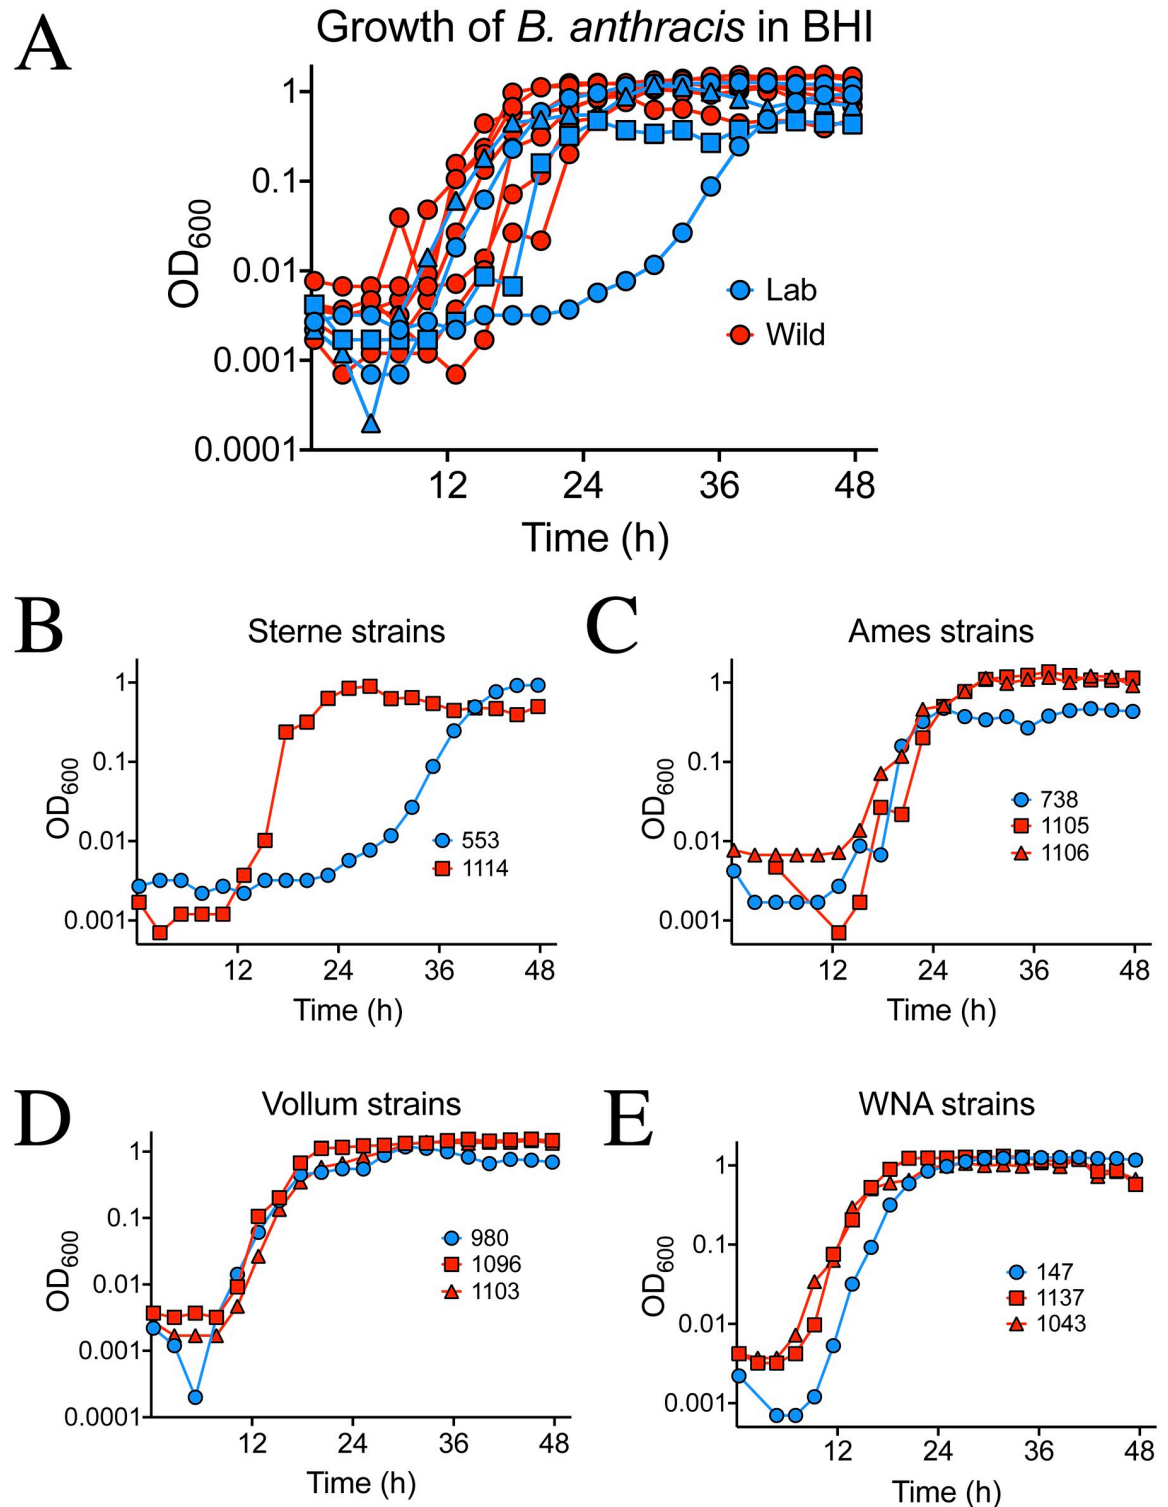 A
Growth of B. anthracis in BHI
1
0.1
0.01
0.001
0.0001
OD600
Lab
Wild
12 24 36 48
Time (h)
B
Sterne strains
1
0.1
0.01
0.001
OD600
553
1114
12 24 36 48
Time (h)
C
Ames strains
1
0.1
0.01
0.001
OD600
738
1105
1106
12 24 36 48
Time (h)
D
Vollum strains
1
0.1
0.01
0.001
0.0001
OD600
980
1096
1103
12 24 36 48
Time (h)
E
WNA strains
1
0.1
0.01
0.001
OD600
147
1137
1043
12 24 36 48
Time (h)